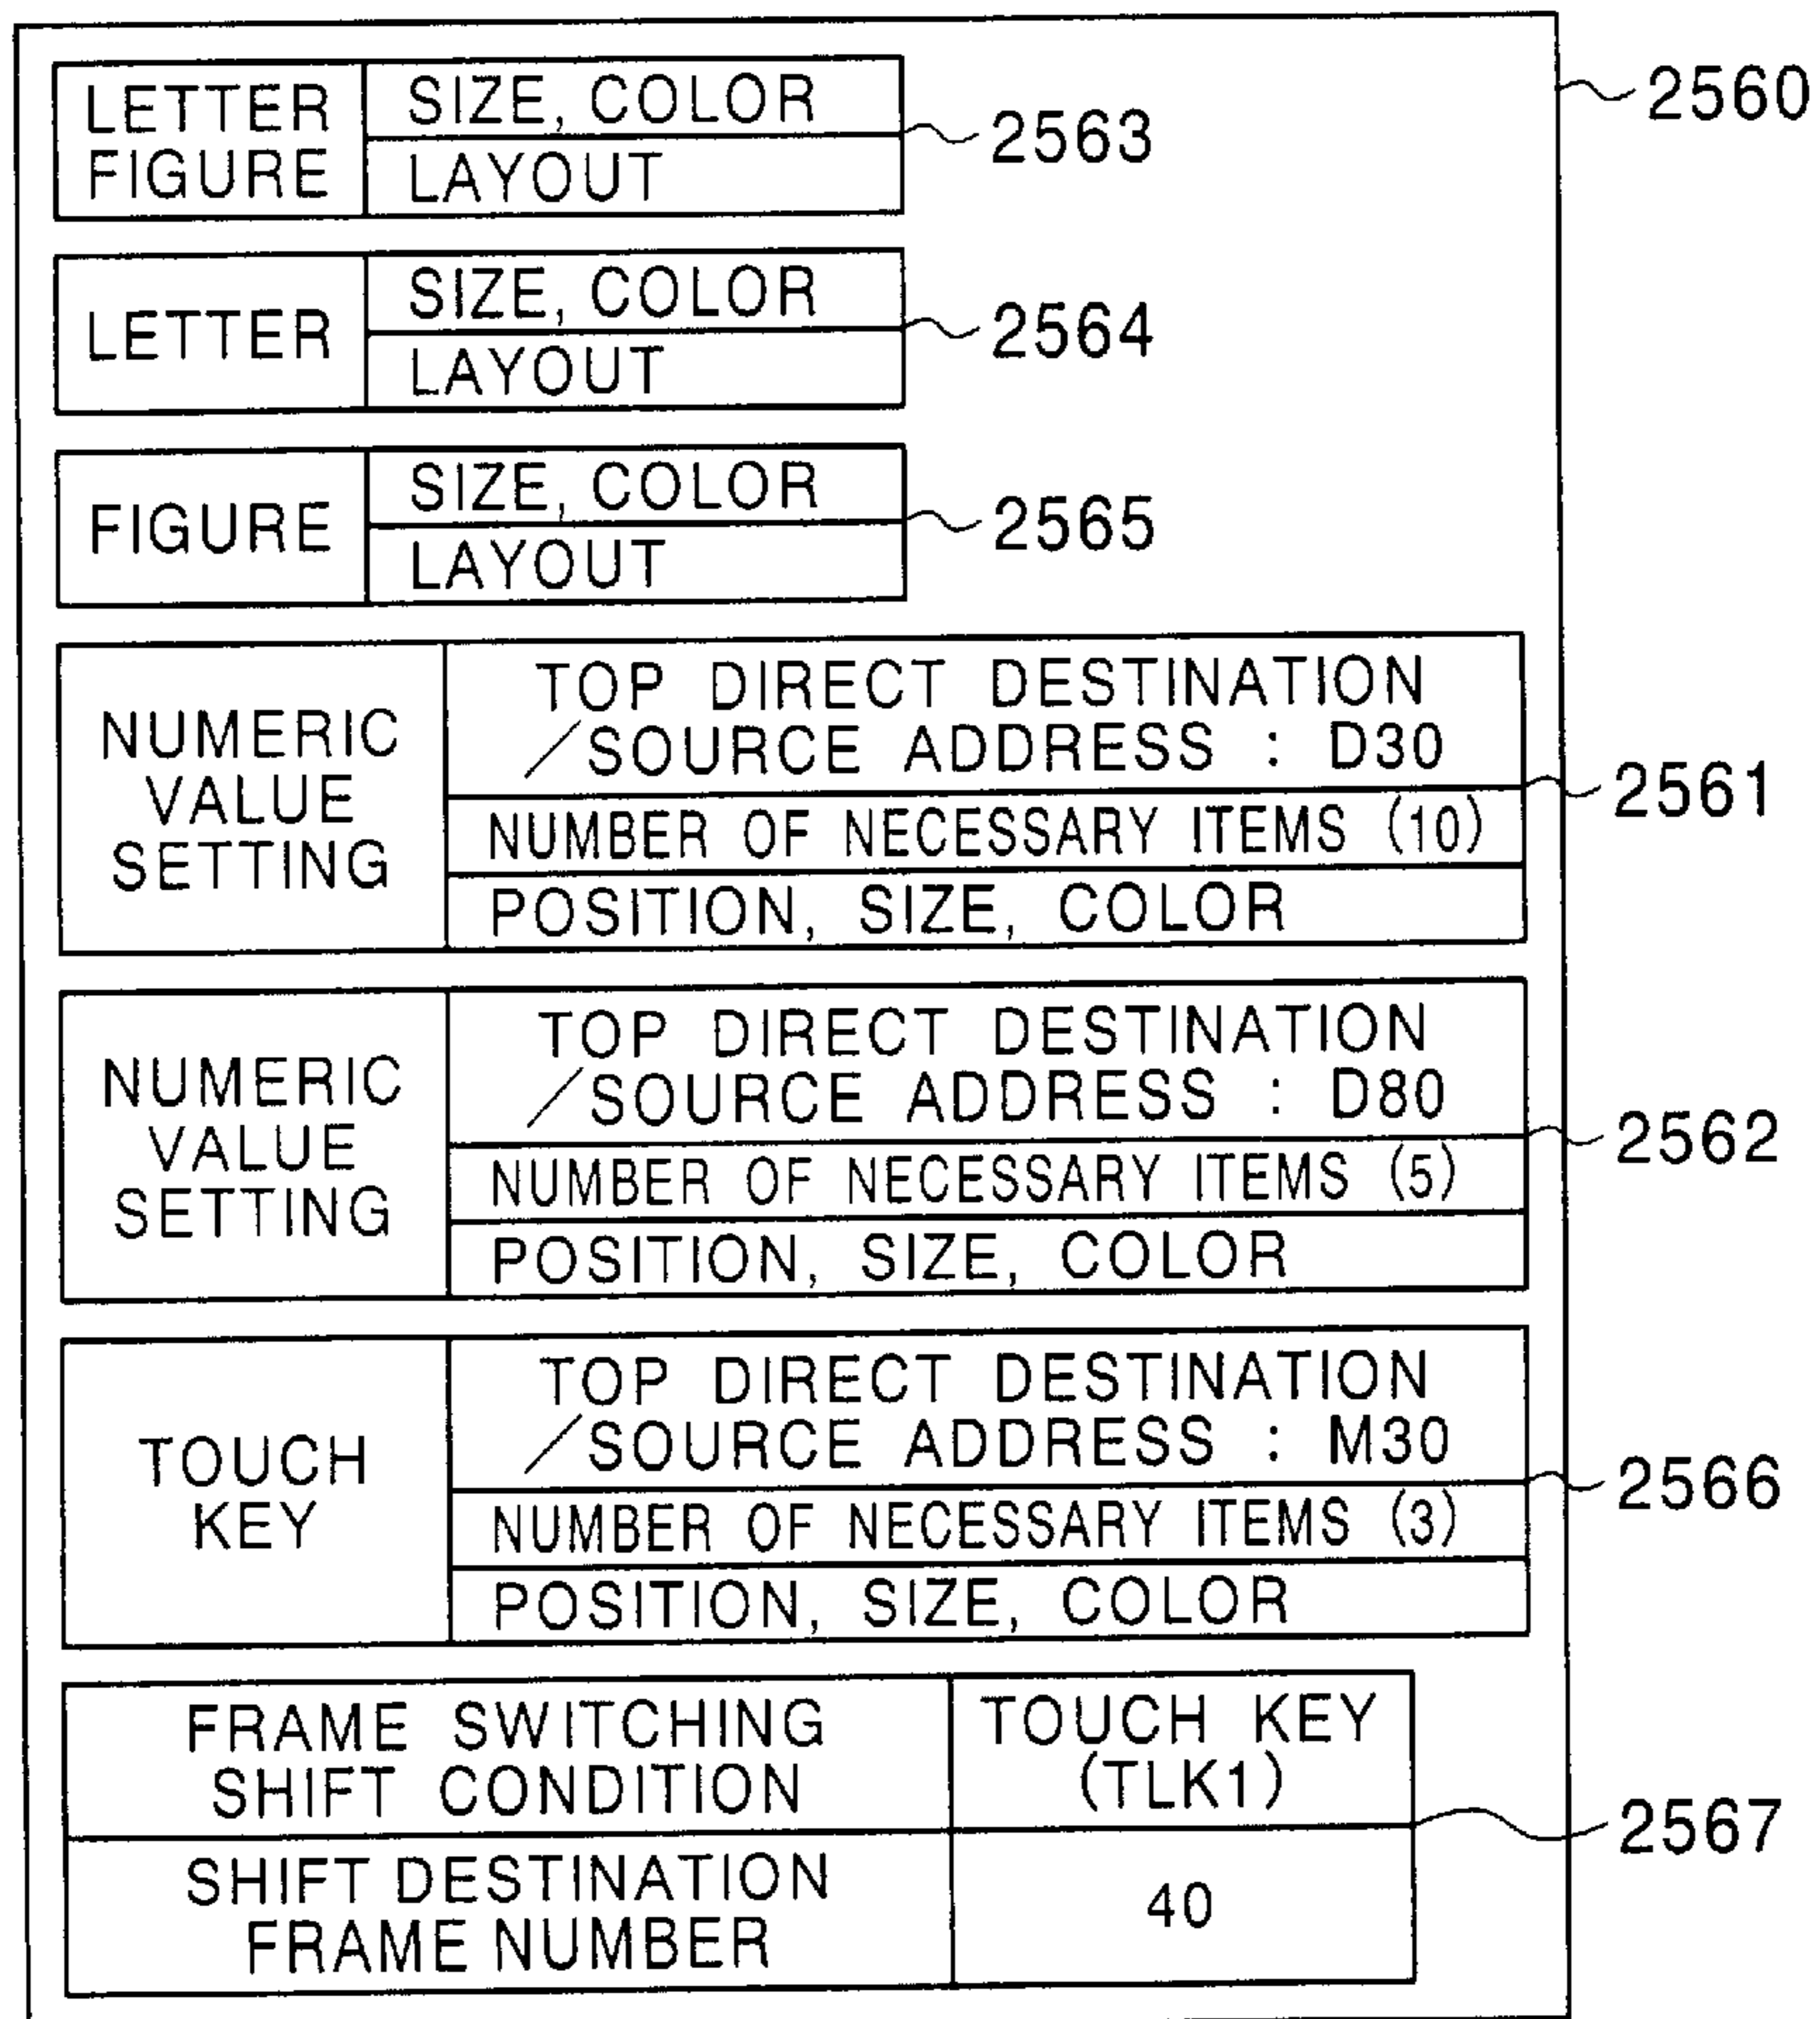 2560
LETTER
FIGURE
SIZE, COLOR
LAYOUT
2563
LETTER
SIZE, COLOR
LAYOUT
2564
FIGURE
SIZE, COLOR
LAYOUT
2565
NUMERIC
VALUE
SETTING
TOP DIRECT DESTINATION
/SOURCE ADDRESS : D30
NUMBER OF NECESSARY ITEMS (10)
POSITION, SIZE, COLOR
2561
NUMERIC
VALUE
SETTING
TOP DIRECT DESTINATION
/SOURCE ADDRESS : D80
NUMBER OF NECESSARY ITEMS (5)
POSITION, SIZE, COLOR
2562
TOUCH
KEY
TOP DIRECT DESTINATION
/SOURCE ADDRESS : M30
NUMBER OF NECESSARY ITEMS (3)
POSITION, SIZE, COLOR
2566
FRAME SWITCHING
SHIFT CONDITION
TOUCH KEY
(TLK1)
2567
SHIFT DESTINATION
FRAME NUMBER
40